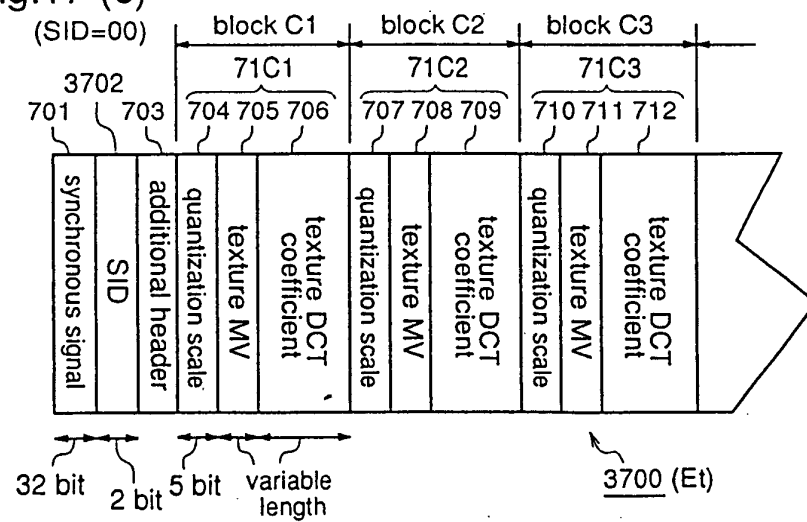 (SID=00)
block C1
block C2
block C3
71C1
71C2
71C3
3702
701
703
704 705 706
707 708 709
710 711 712
synchronous signal
SID
additional header
quantization scale
texture MV
texture DCT
coefficient
quantization scale
texture MV
texture DCT
coefficient
quantization scale
texture MV
texture DCT
coefficient
32 bit
2 bit
5 bit
variable
length
3700 (Et)